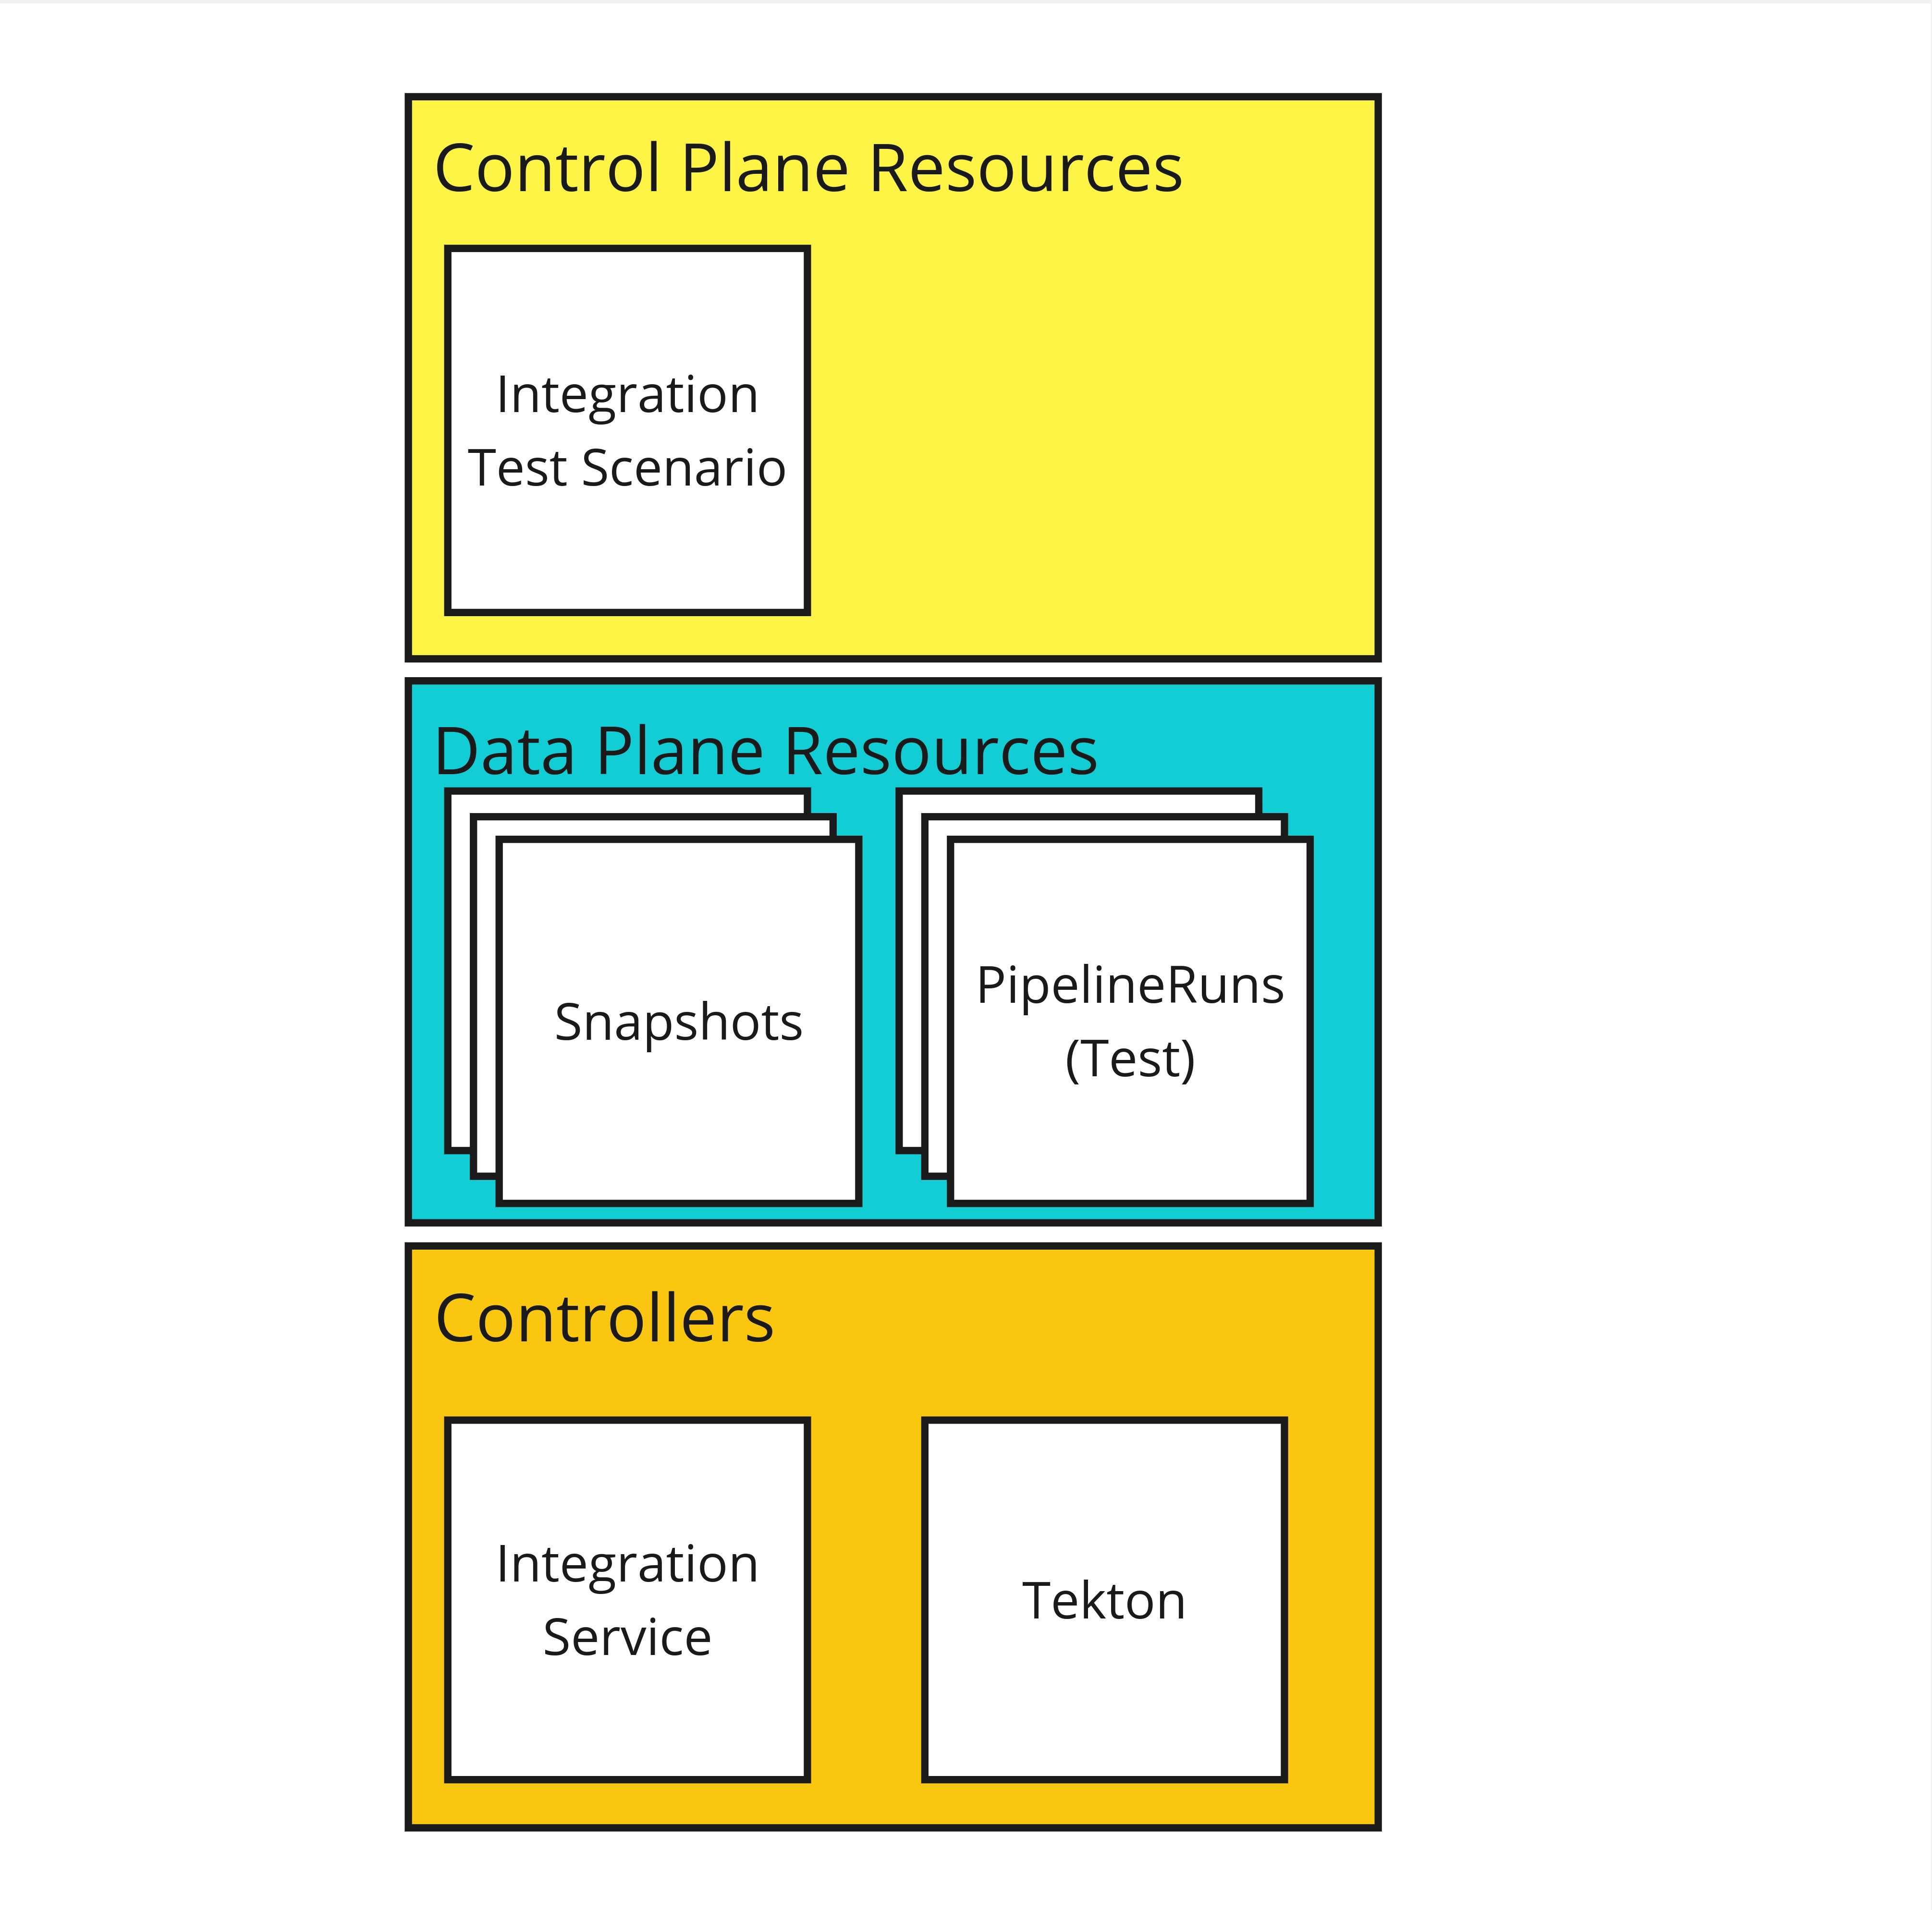 Control Plane Resources
Integration
Test Scenario
Data Plane Resources
Snapshots
PipelineRuns
(Test)
Controllers
Integration
Service
Tekton